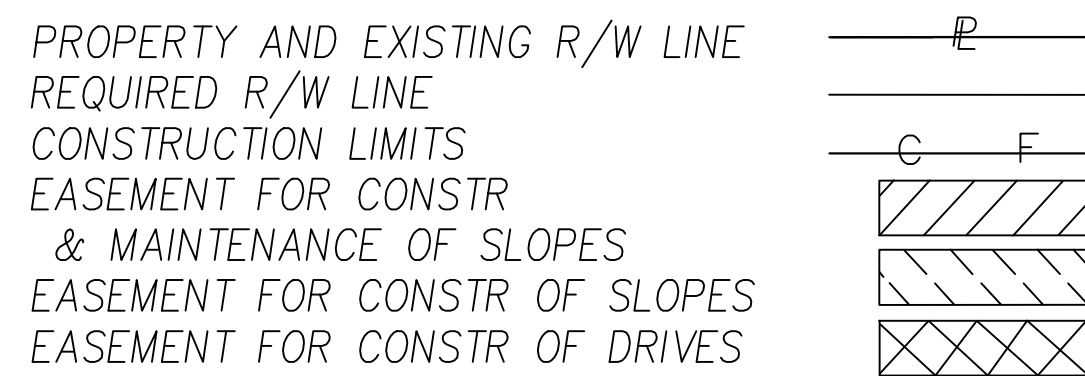 PROPERTY AND EXISTING R/W LINE ⅊
REQUIRED R/W LINE
CONSTRUCTION LIMITS C F
EASEMENT FOR CONSTR
& MAINTENANCE OF SLOPES
EASEMENT FOR CONSTR OF SLOPES
EASEMENT FOR CONSTR OF DRIVES